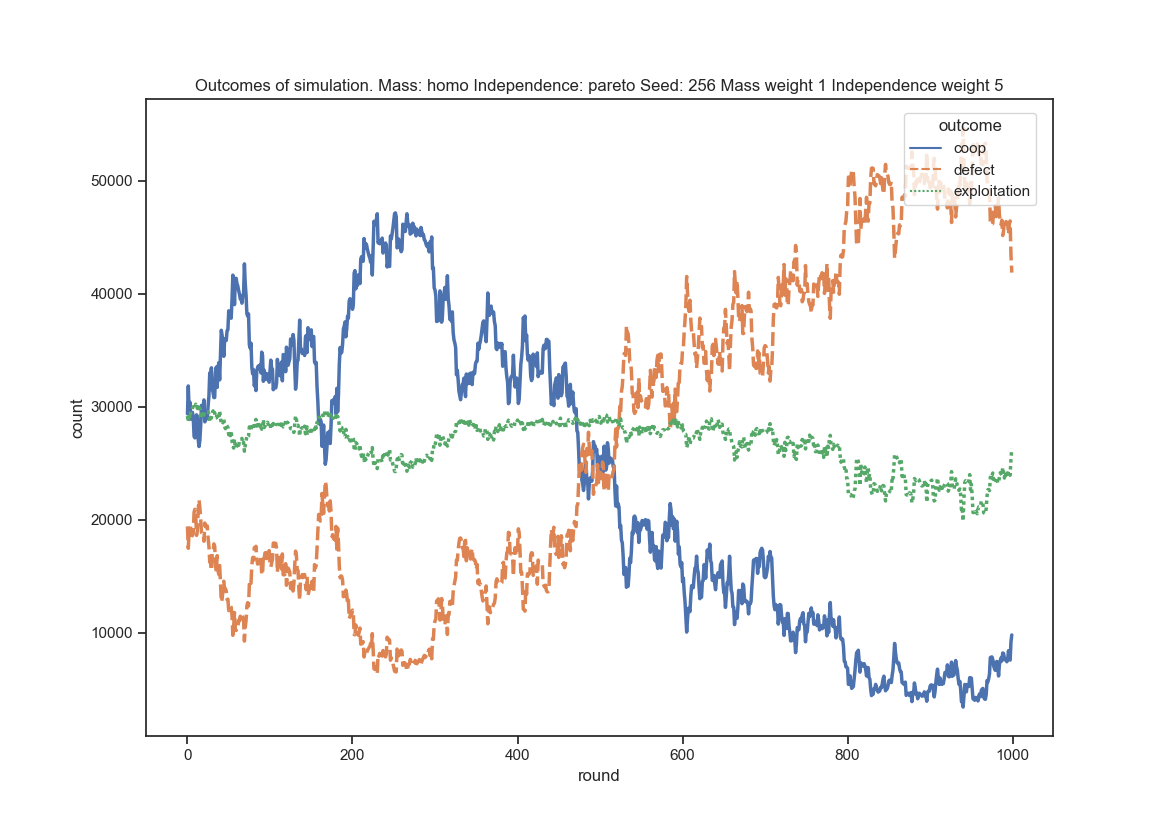 Outcomes of simulation. Mass: homo Independence: pareto Seed: 256 Mass weight 1 Independence weight 5
outcome
coop
defect
exploitation
50000
40000
30000
20000
10000
count
0 200 400 600 800 1000
round